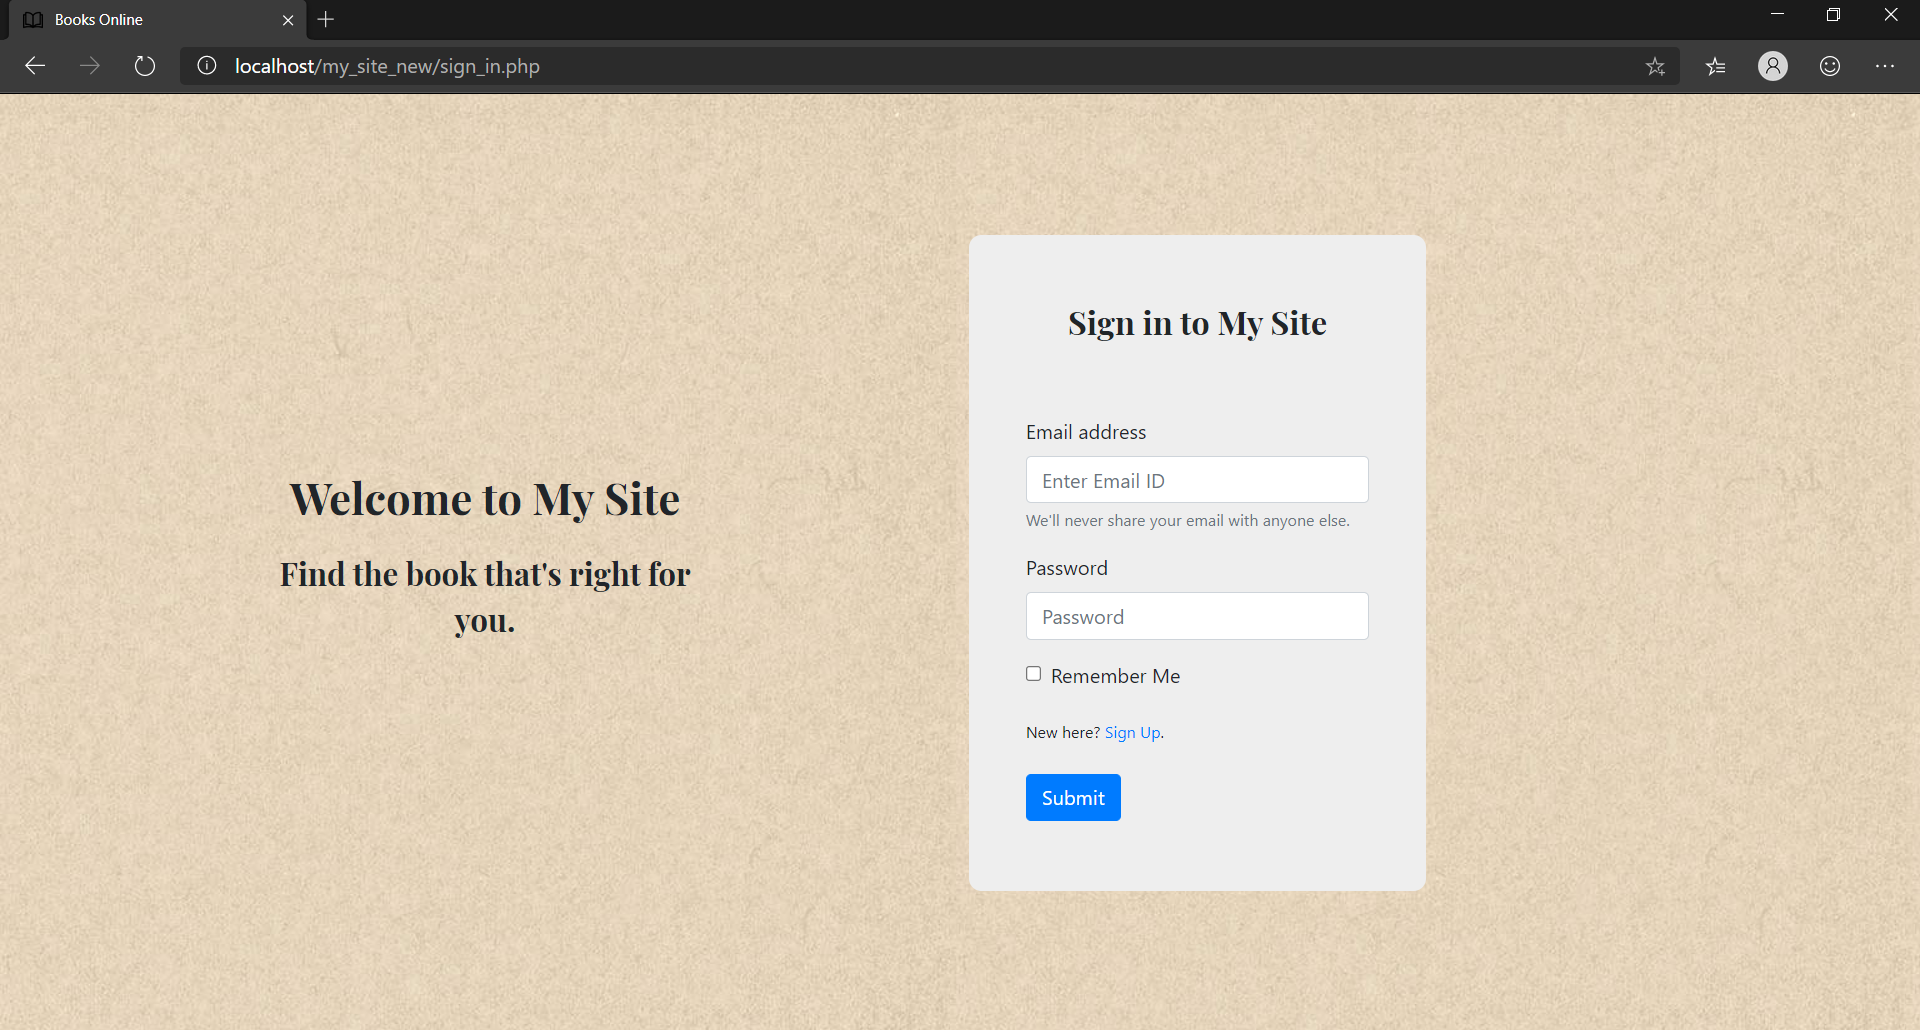 Books Online
localhost/my_site_new/sign_in.php
Welcome to My Site
Find the book that's right for
you.
Sign in to My Site
Email address
Enter Email ID
We'll never share your email with anyone else.
Password
Password
Remember Me
New here? Sign Up.
Submit